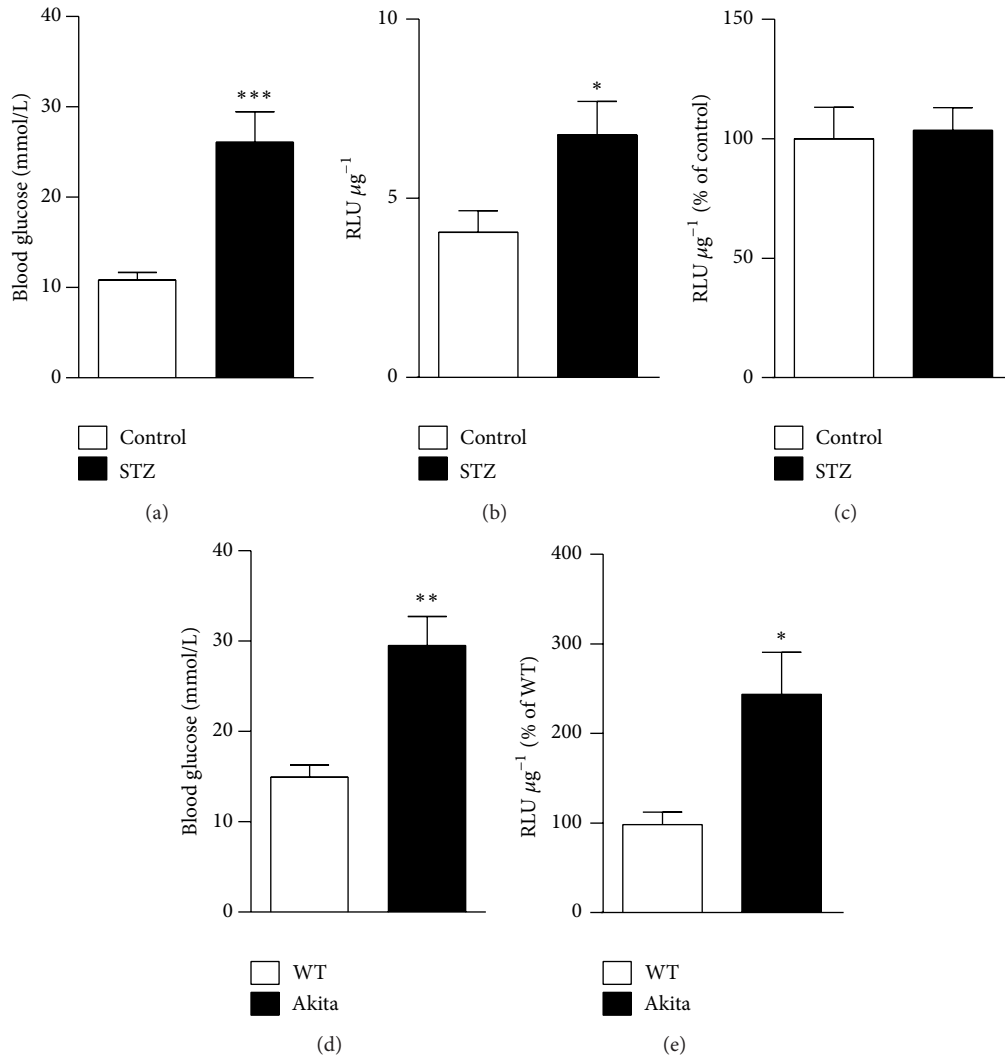 40
30
20
10
0
Blood glucose (mmol/L)
***
Control
STZ
(a)
10
5
0
RLU μg⁻¹
*
Control
STZ
(b)
150
100
50
0
RLU μg⁻¹ (% of control)
Control
STZ
(c)
40
30
20
10
0
Blood glucose (mmol/L)
**
WT
Akita
(d)
400
300
200
100
0
RLU μg⁻¹ (% of WT)
*
WT
Akita
(e)